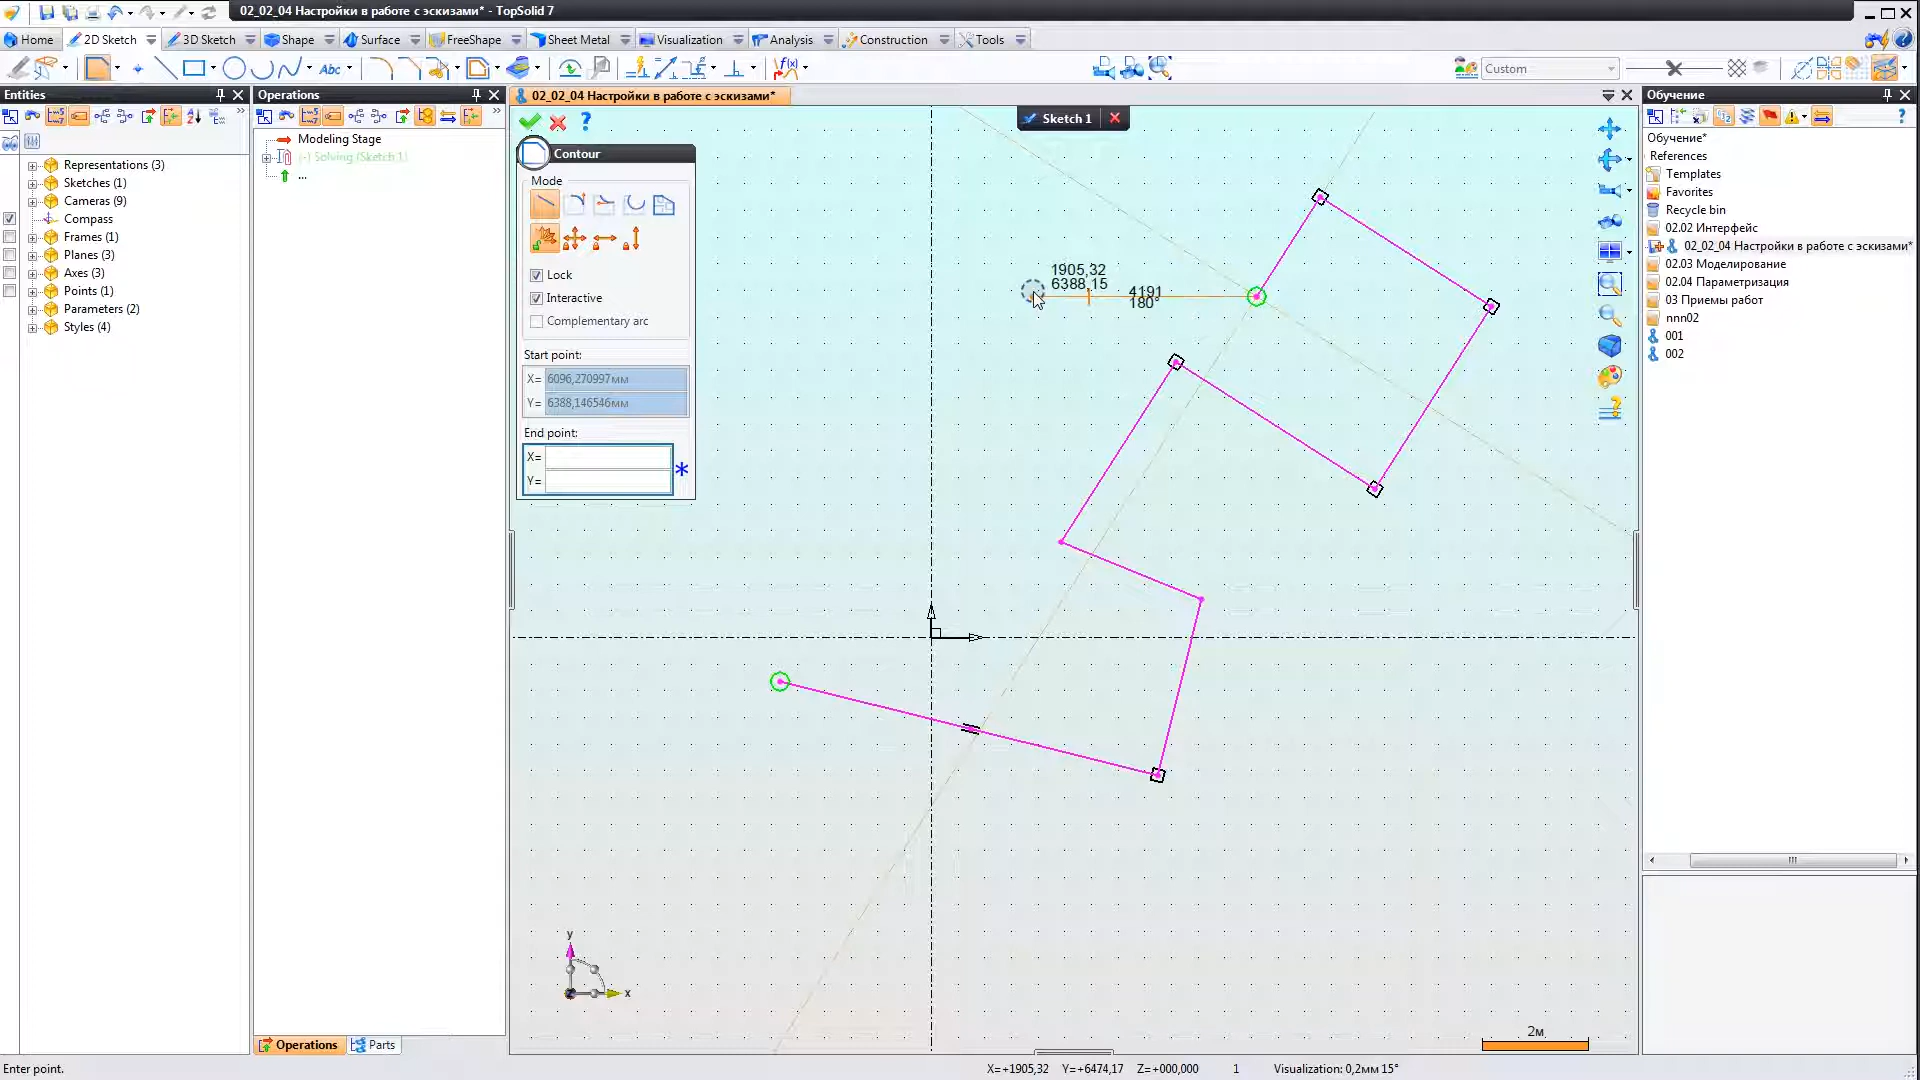 02_02_04 Настройки в работе с эскизами* - TopSolid 7
Home
2D Sketch
3D Sketch
Shape
Surface
FreeShape
Sheet Metal
Visualization
Analysis
Construction
Tools
Abc
f(x)
Custom
Entities
Operations
02_02_04 Настройки в работе с эскизами*
Обучение
Representations (3)
Sketches (1)
Cameras (9)
Compass
Frames (1)
Planes (3)
Axes (3)
Points (1)
Parameters (2)
Styles (4)
Modeling Stage
(-) Solving (Sketch 1)
...
Sketch 1
Contour
Mode
Lock
Interactive
Complementary arc
Start point:
X= 6096,270997мм
Y= 6388,146546мм
End point:
X=
Y=
1905,32
6388,15
4191
180°
y
x
2м
Обучение*
References
Templates
Favorites
Recycle bin
02.02 Интерфейс
02_02_04 Настройки в работе с эскизами*
02.03 Моделирование
02.04 Параметризация
03 Приемы работ
nnn02
001
002
Operations
Parts
Enter point.
X=+1905,32 Y=+6474,17 Z=+000,000 1 Visualization: 0,2мм 15°